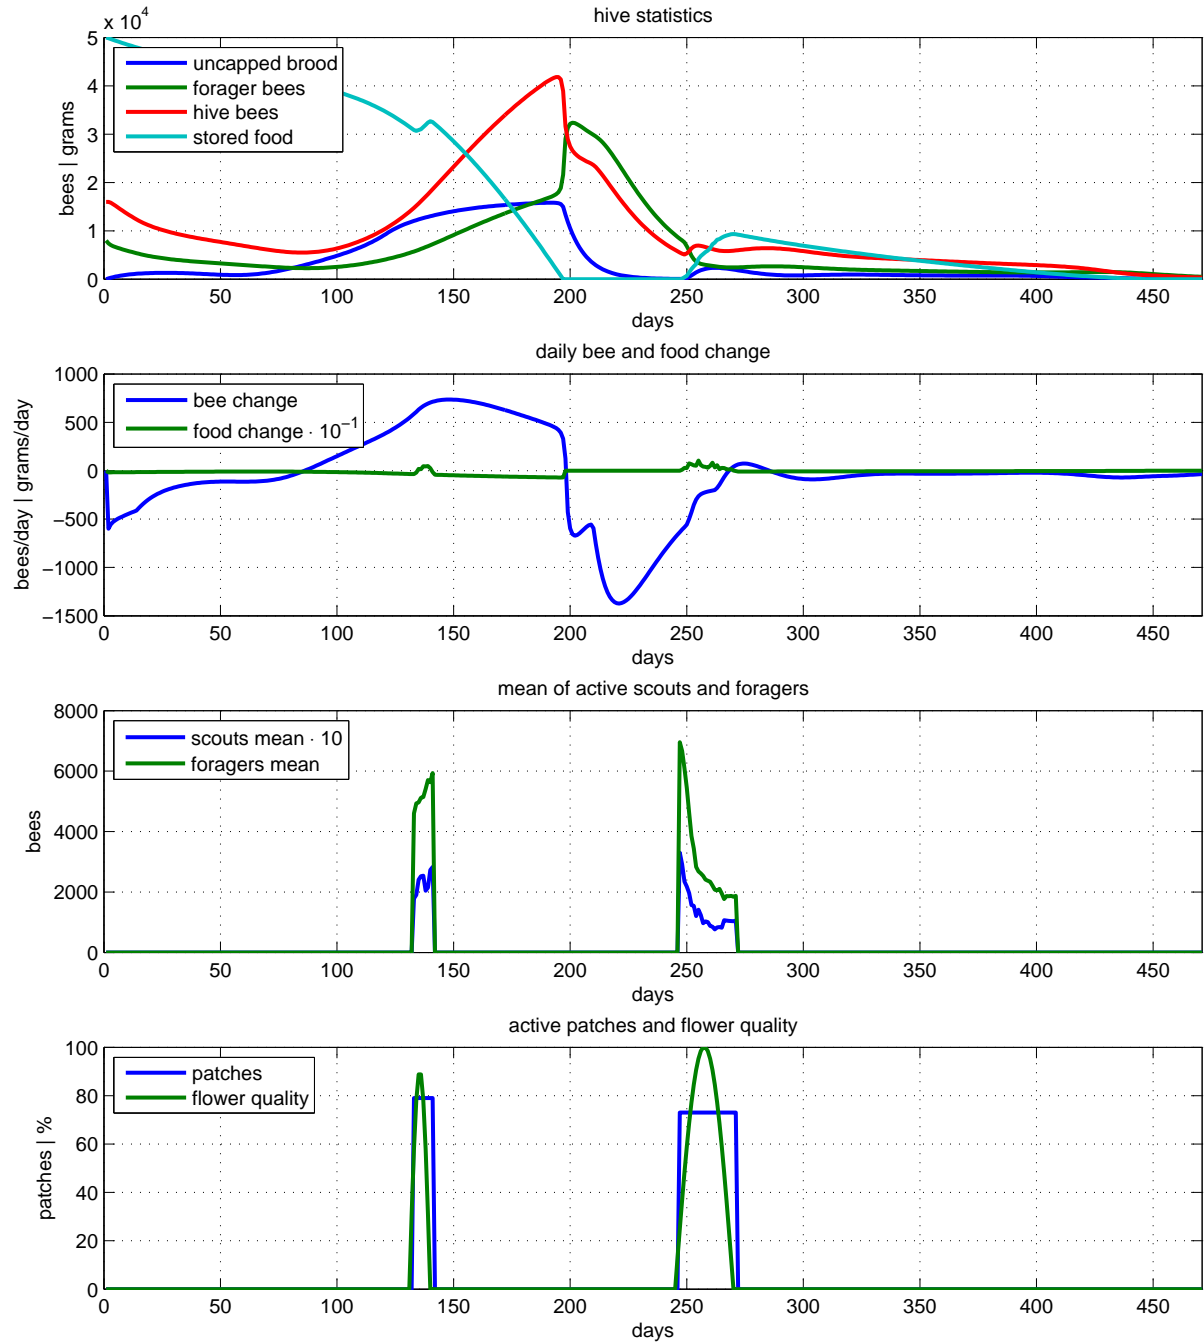 hive statistics
x 10^4
5
4
3
2
1
0
bees | grams
uncapped brood
forager bees
hive bees
stored food
0 50 100 150 200 250 300 350 400 450
days
daily bee and food change
1000
500
0
−500
−1000
−1500
bees/day | grams/day
bee change
food change · 10^−1
0 50 100 150 200 250 300 350 400 450
days
mean of active scouts and foragers
8000
6000
4000
2000
0
bees
scouts mean · 10
foragers mean
0 50 100 150 200 250 300 350 400 450
days
active patches and flower quality
100
80
60
40
20
0
patches | %
patches
flower quality
0 50 100 150 200 250 300 350 400 450
days